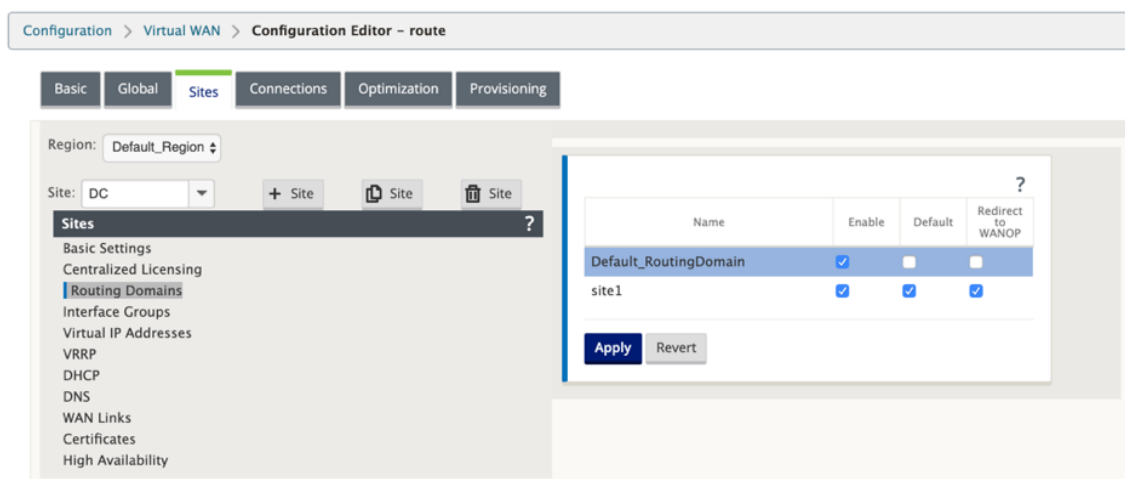 Configuration > Virtual WAN > Configuration Editor – route
Basic Global Sites Connections Optimization Provisioning
Region: Default_Region
Site: DC + Site Site Site
Sites ?
Basic Settings
Centralized Licensing
Routing Domains
Interface Groups
Virtual IP Addresses
VRRP
DHCP
DNS
WAN Links
Certificates
High Availability
?
Name Enable Default Redirect to WANOP
Default_RoutingDomain
site1
Apply Revert